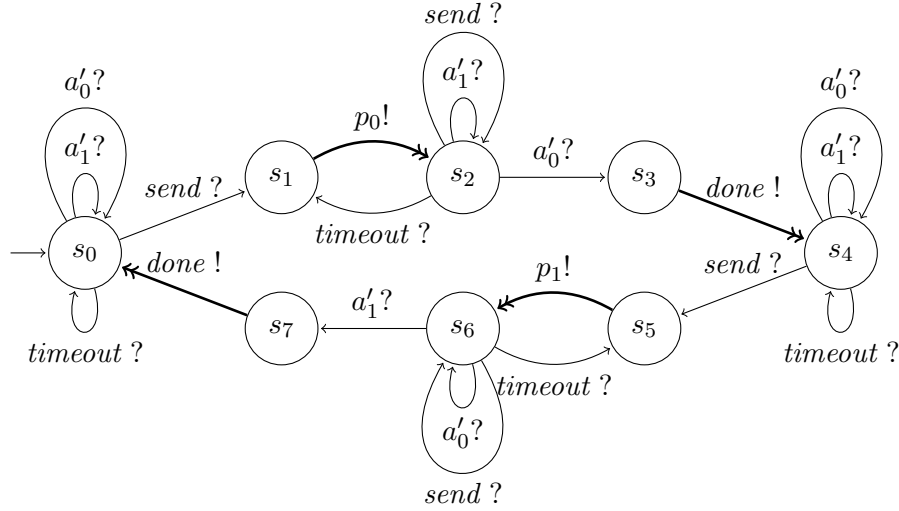 send ?
a′₀?
a′₁?
a′₀?
a′₁?
p₀!
a′₁?
s₁
s₂
a′₀?
s₃
send ?
done !
timeout ?
s₀
s₄
done !
send ?
p₁!
a′₁?
s₇
s₆
s₅
timeout ?
timeout ?
timeout ?
a′₀?
send ?